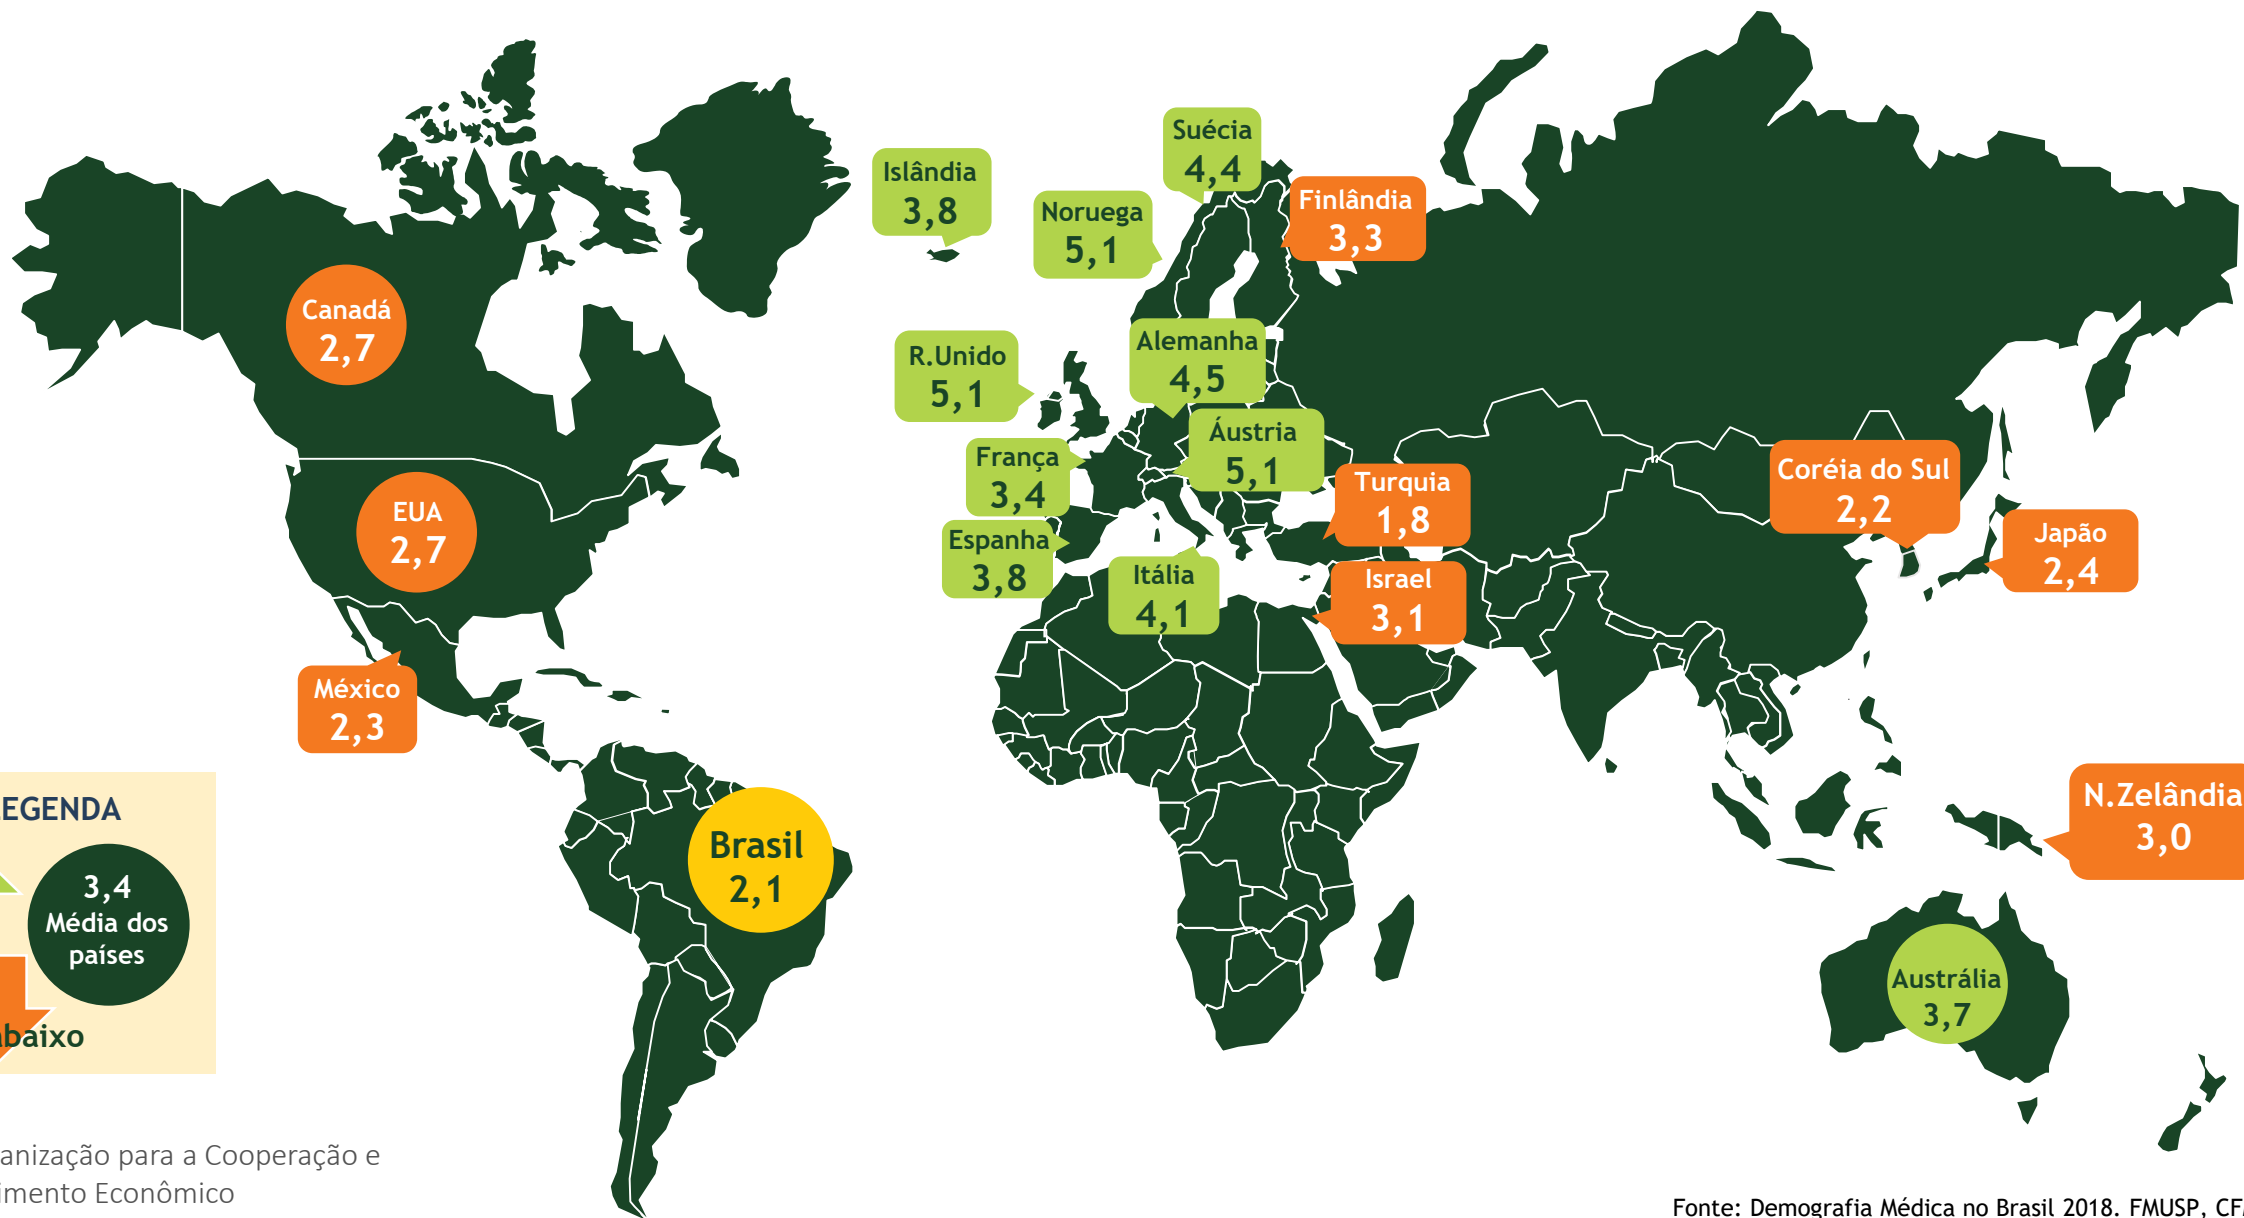 Suécia
4,4
Islândia
3,8
Noruega
5,1
Finlândia
3,3
Canadá
2,7
R.Unido
5,1
Alemanha
4,5
Áustria
5,1
França
3,4
Turquia
1,8
Coréia do Sul
2,2
EUA
2,7
Espanha
3,8
Itália
4,1
Israel
3,1
Japão
2,4
México
2,3
Brasil
2,1
N.Zelândia
3,0
Austrália
3,7
EGENDA
3,4
Média dos
países
baixo
anização para a Cooperação e
imento Econômico
Fonte: Demografia Médica no Brasil 2018. FMUSP, CF